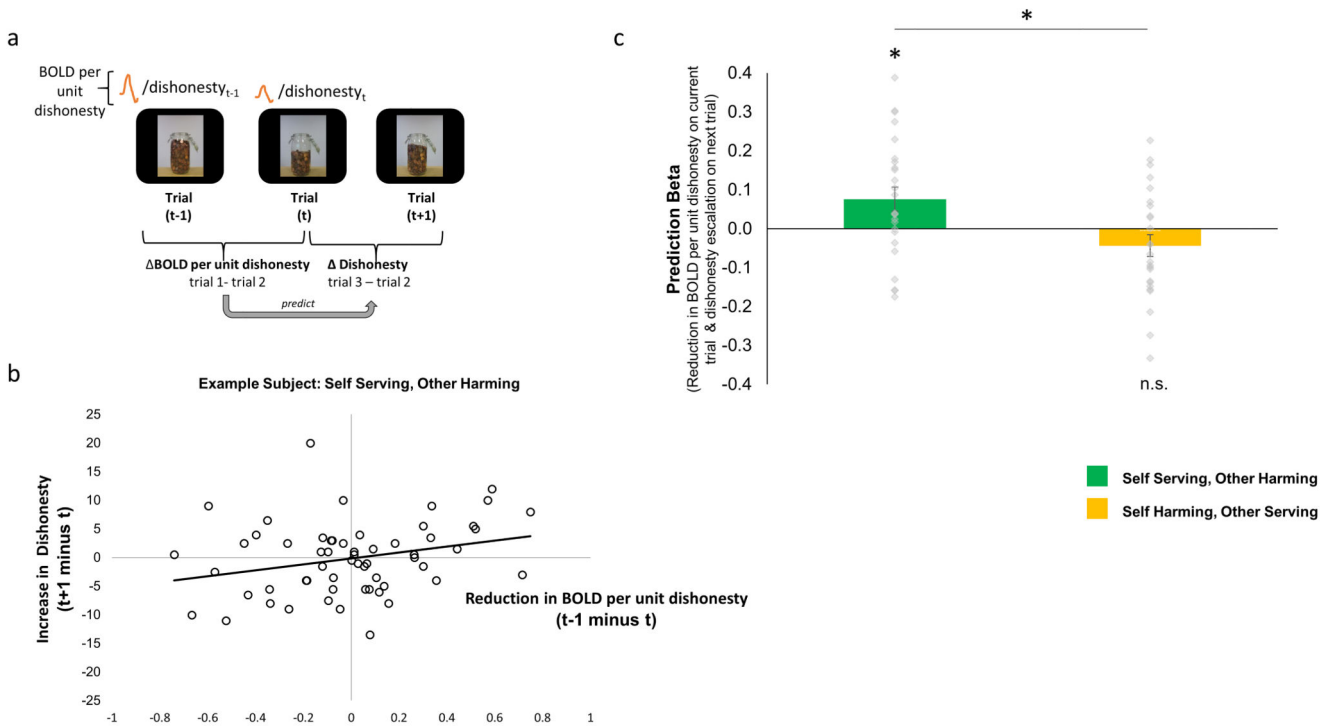 a
BOLD per
unit
dishonesty
/dishonesty t-1
/dishonesty t
Trial
(t-1)
Trial
(t)
Trial
(t+1)
ΔBOLD per unit dishonesty
trial 1- trial 2
Δ Dishonesty
trial 3 – trial 2
predict
b
Example Subject: Self Serving, Other Harming
Increase in Dishonesty
(t+1 minus t)
25
20
15
10
5
0
-5
-10
-15
-20
-25
-1
-0.8
-0.6
-0.4
-0.2
0
0.2
0.4
0.6
0.8
1
Reduction in BOLD per unit dishonesty
(t-1 minus t)
c
*
*
Prediction Beta
(Reduction in BOLD per unit dishonesty on current
trial & dishonesty escalation on next trial)
0.4
0.3
0.2
0.1
0.0
-0.1
-0.2
-0.3
-0.4
n.s.
Self Serving, Other Harming
Self Harming, Other Serving